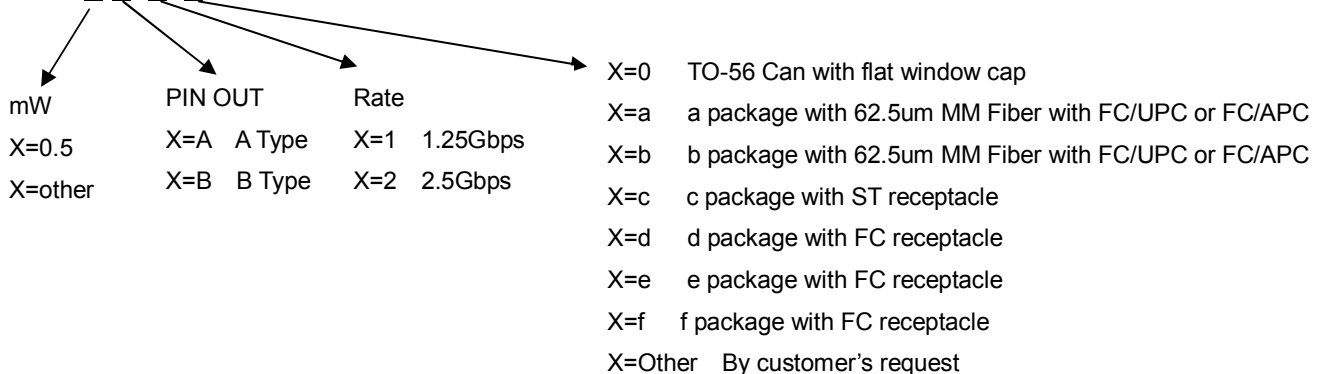 mW
X=0.5
X=other
PIN OUT
X=A A Type
X=B B Type
Rate
X=1 1.25Gbps
X=2 2.5Gbps
X=0 TO-56 Can with flat window cap
X=a a package with 62.5um MM Fiber with FC/UPC or FC/APC
X=b b package with 62.5um MM Fiber with FC/UPC or FC/APC
X=c c package with ST receptacle
X=d d package with FC receptacle
X=e e package with FC receptacle
X=f f package with FC receptacle
X=Other By customer's request